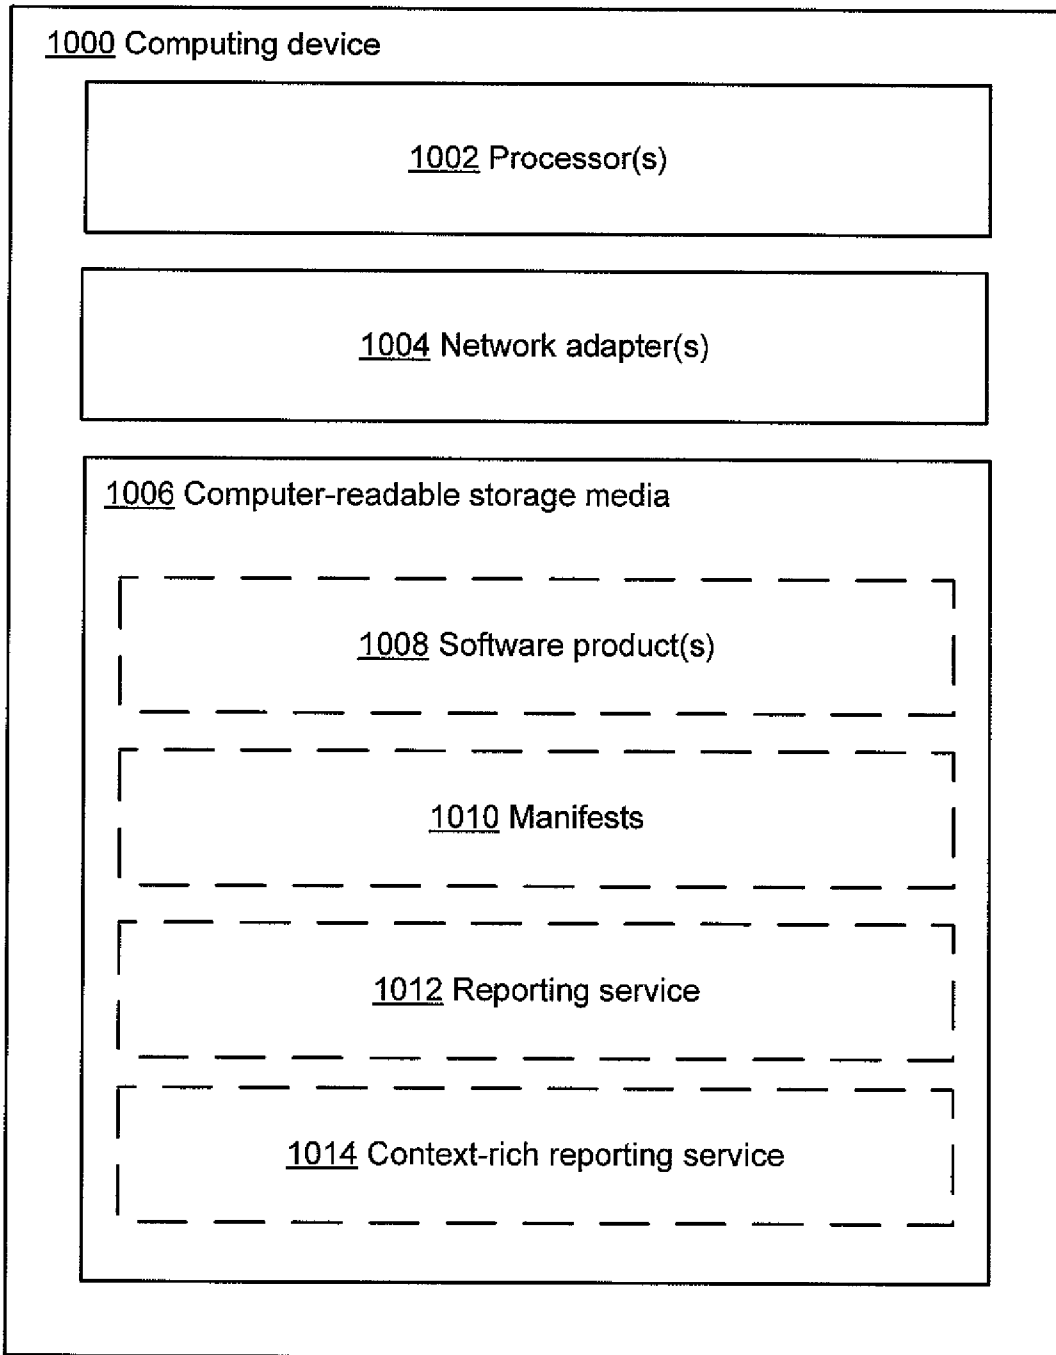 1000 Computing device
1002 Processor(s)
1004 Network adapter(s)
1006 Computer-readable storage media
1008 Software product(s)
1010 Manifests
1012 Reporting service
1014 Context-rich reporting service